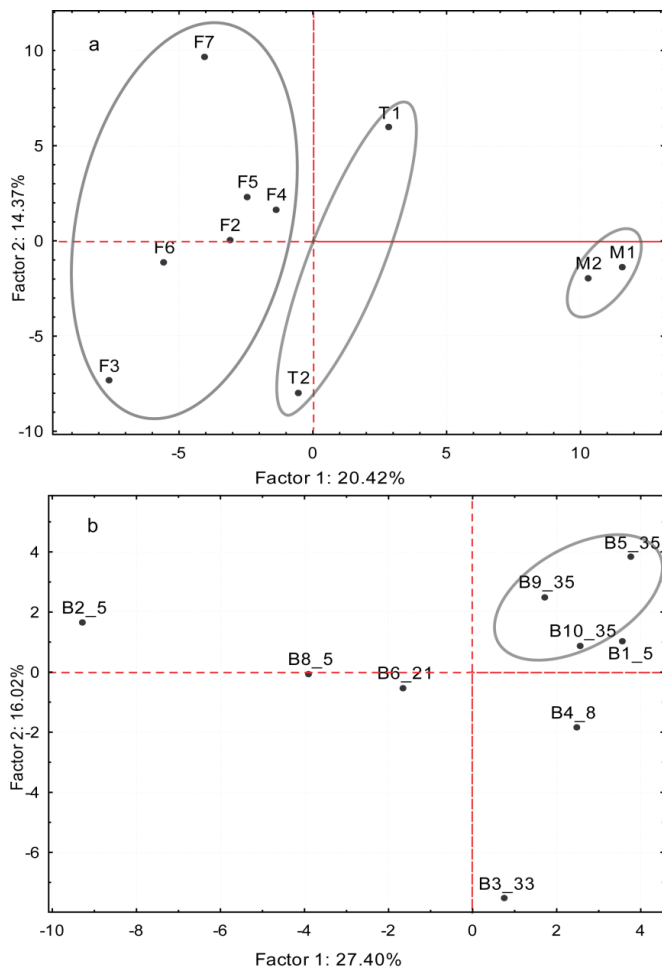 a
F7
10
T1
5
F5
F4
F2
0
F6
M2
M1
-5
F3
T2
-10
-5
0
5
10
Factor 2: 14.37%
Factor 1: 20.42%
b
B5_35
4
B9_35
B2_5
2
B10_35
B8_5
B1_5
0
B6_21
B4_8
-2
-4
-6
B3_33
-10
-8
-6
-4
-2
0
2
4
Factor 2: 16.02%
Factor 1: 27.40%